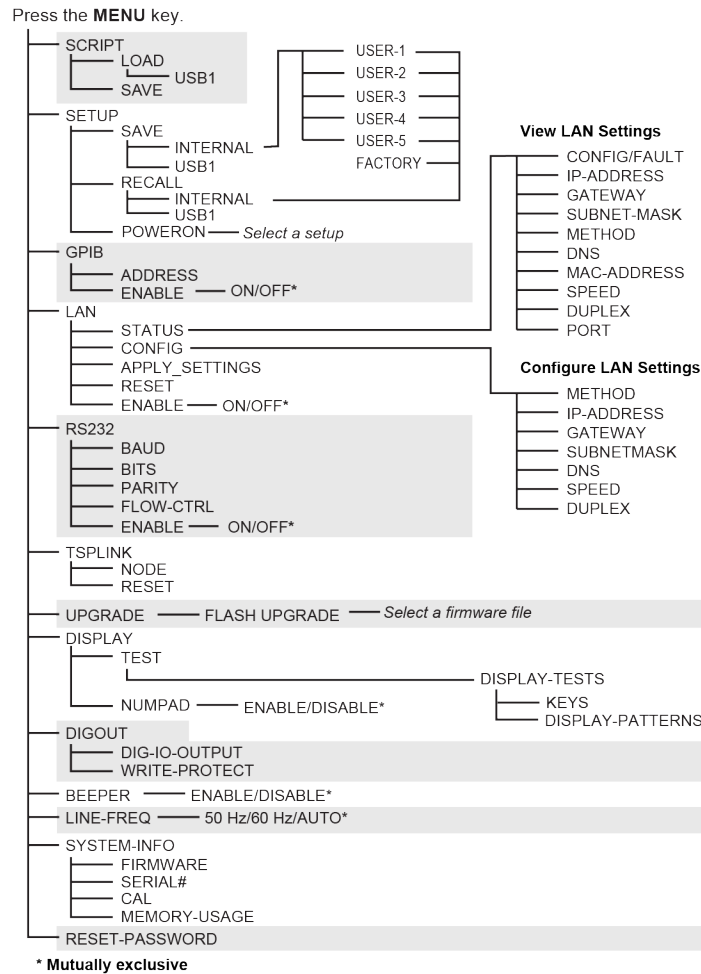 Press the MENU key.
SCRIPT
LOAD
USB1
SAVE
SETUP
SAVE
INTERNAL
USB1
RECALL
INTERNAL
USB1
POWERON
Select a setup
USER-1
USER-2
USER-3
USER-4
USER-5
FACTORY
GPIB
ADDRESS
ENABLE
ON/OFF*
LAN
STATUS
CONFIG
APPLY_SETTINGS
RESET
ENABLE
ON/OFF*
View LAN Settings
CONFIG/FAULT
IP-ADDRESS
GATEWAY
SUBNET-MASK
METHOD
DNS
MAC-ADDRESS
SPEED
DUPLEX
PORT
Configure LAN Settings
METHOD
IP-ADDRESS
GATEWAY
SUBNETMASK
DNS
SPEED
DUPLEX
RS232
BAUD
BITS
PARITY
FLOW-CTRL
ENABLE
ON/OFF*
TSPLINK
NODE
RESET
UPGRADE
FLASH UPGRADE
Select a firmware file
DISPLAY
TEST
DISPLAY-TESTS
KEYS
DISPLAY-PATTERNS
NUMPAD
ENABLE/DISABLE*
DIGOUT
DIG-IO-OUTPUT
WRITE-PROTECT
BEEPER
ENABLE/DISABLE*
LINE-FREQ
50 Hz/60 Hz/AUTO*
SYSTEM-INFO
FIRMWARE
SERIAL#
CAL
MEMORY-USAGE
RESET-PASSWORD
* Mutually exclusive